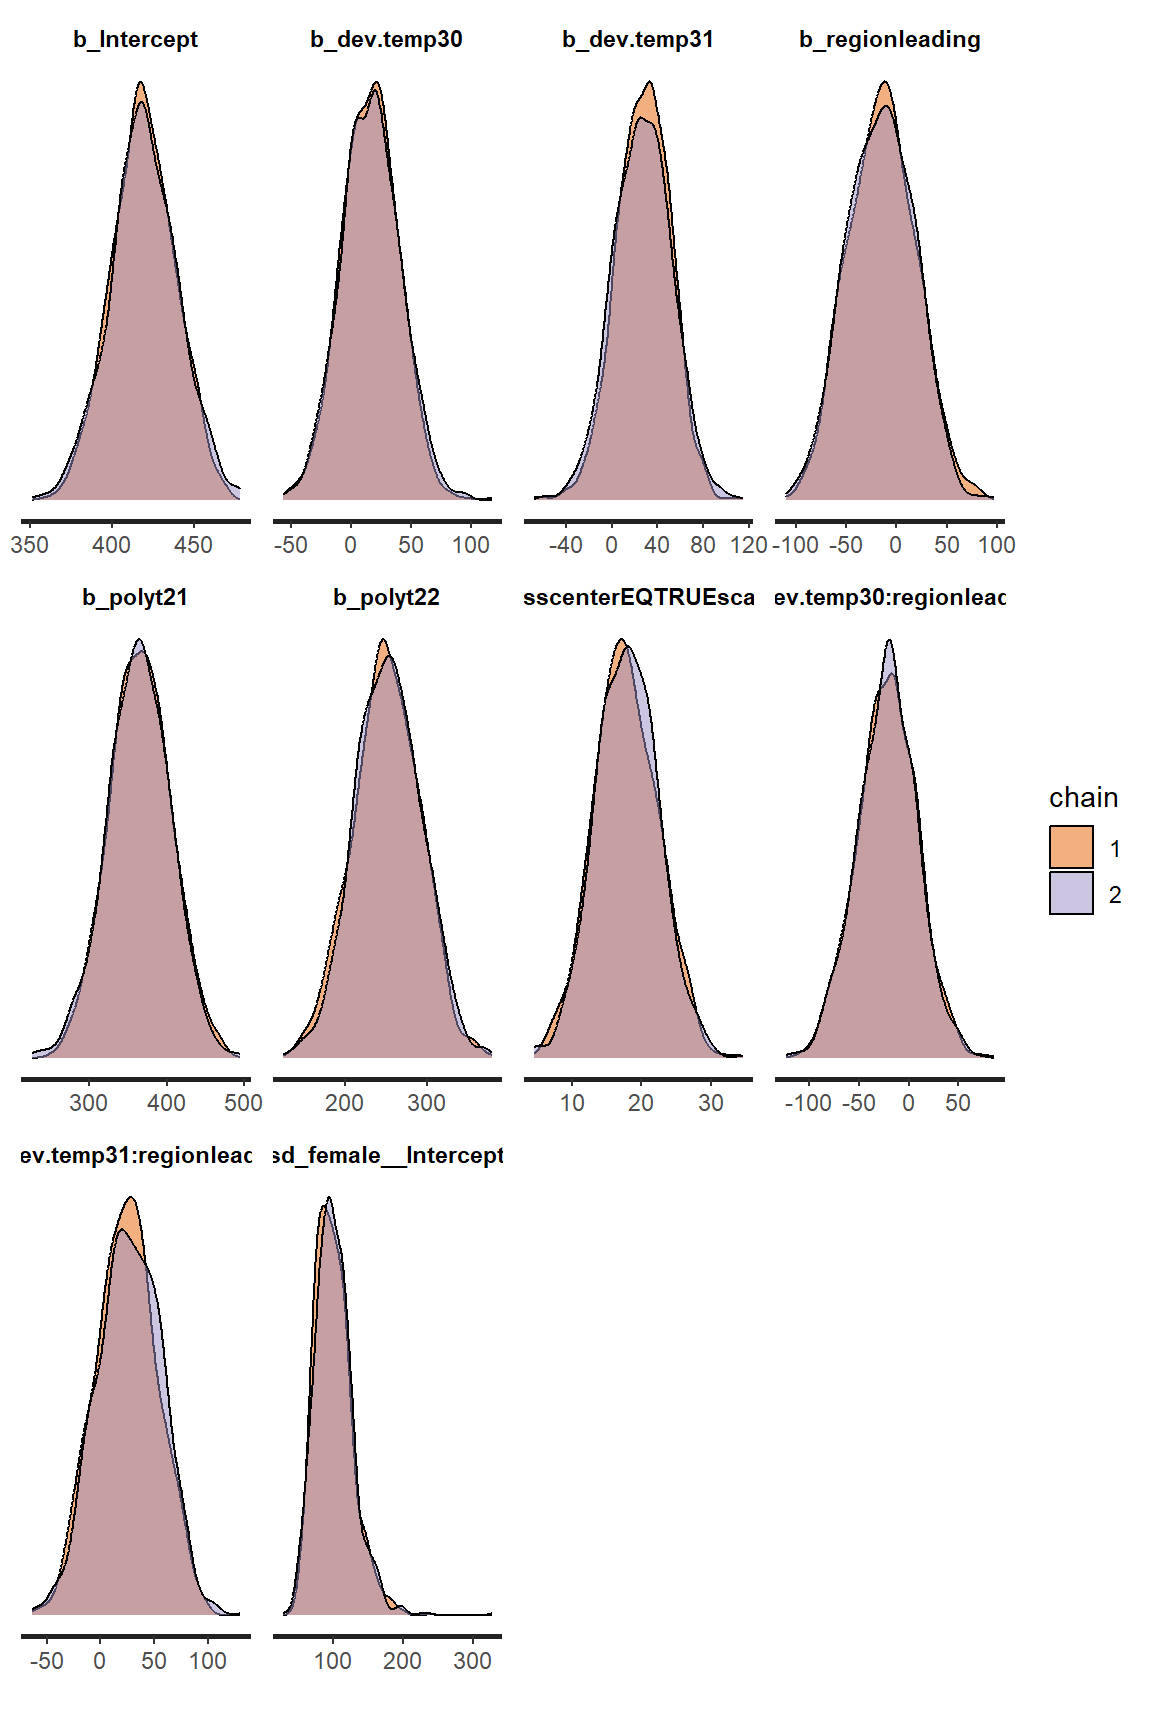 b_Intercept b_dev.temp30 b_dev.temp31 b_regionleading
350 400 450 -50 0 50 100 -40 0 40 80 120 -100 -50 0 50 100
b_polyt21 b_polyt22 sscenterEQTRUEsca ev.temp30:regionleac
chain
1
2
300 400 500 200 300 10 20 30 -100 -50 0 50
ev.temp31:regionleac sd_female__Intercept
-50 0 50 100 100 200 300